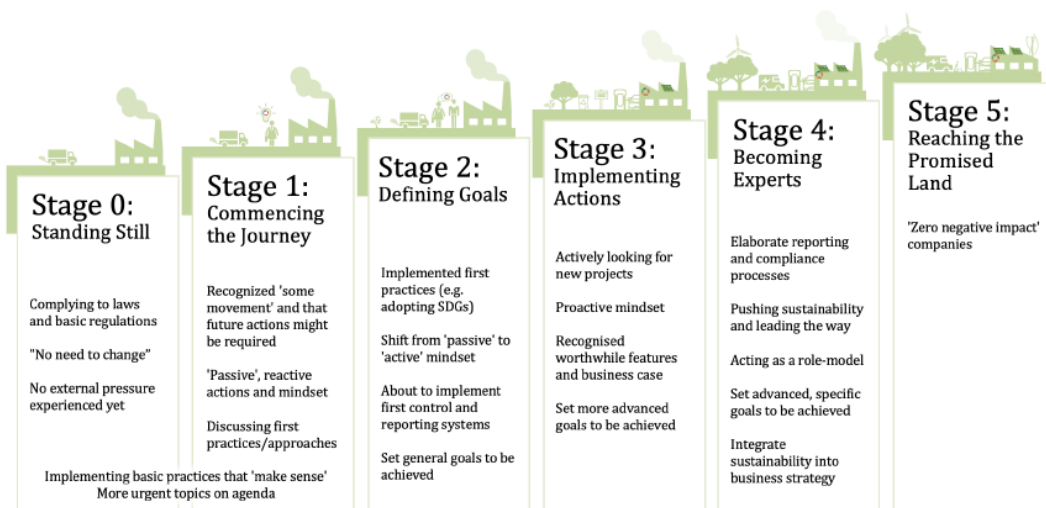 Stage 0:
Standing Still
Complying to laws
and basic regulations
"No need to change"
No external pressure
experienced yet
Stage 1:
Commencing
the Journey
Recognized 'some
movement' and that
future actions might
be required
'Passive', reactive
actions and mindset
Discussing first
practices/approaches
Implementing basic practices that 'make sense'
More urgent topics on agenda
Stage 2:
Defining Goals
Implemented first
practices (e.g.
adopting SDGs)
Shift from 'passive' to
'active' mindset
About to implement
first control and
reporting systems
Set general goals to be
achieved
Stage 3:
Implementing
Actions
Actively looking for
new projects
Proactive mindset
Recognised
worthwhile features
and business case
Set more advanced
goals to be achieved
Stage 4:
Becoming
Experts
Elaborate reporting
and compliance
processes
Pushing sustainability
and leading the way
Acting as a role-model
Set advanced, specific
goals to be achieved
Integrate
sustainability into
business strategy
Stage 5:
Reaching the
Promised
Land
'Zero negative impact'
companies